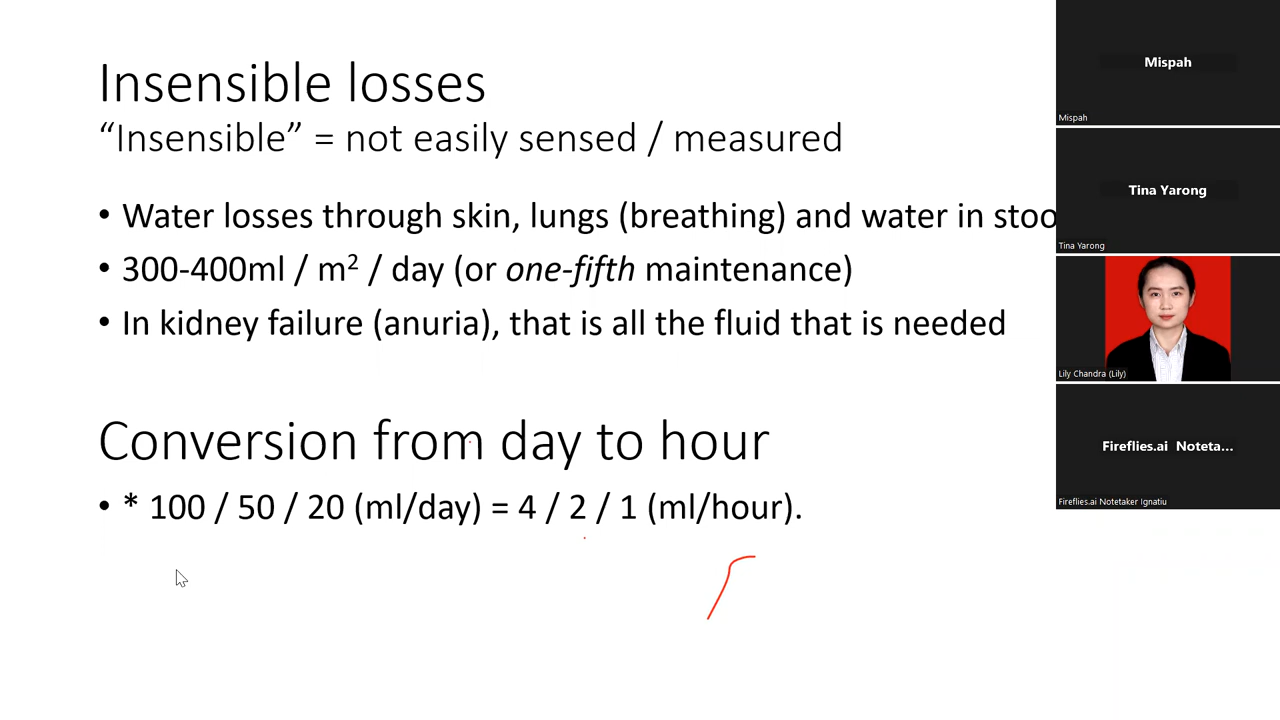 Insensible losses
“Insensible” = not easily sensed / measured
• Water losses through skin, lungs (breathing) and water in stoo
• 300-400ml / m² / day (or one-fifth maintenance)
• In kidney failure (anuria), that is all the fluid that is needed
Conversion from day to hour
• * 100 / 50 / 20 (ml/day) = 4 / 2 / 1 (ml/hour).
Mispah
Mispah
Tina Yarong
Tina Yarong
Lily Chandra (Lily)
Fireflies.ai Noteta...
Fireflies.ai Notetaker Ignatiu